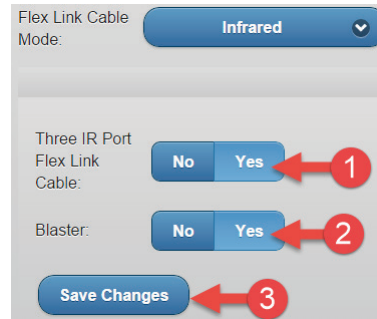 Flex Link Cable
Mode:
Infrared
Three IR Port
Flex Link
Cable:
No Yes 1
Blaster:
No Yes 2
Save Changes 3